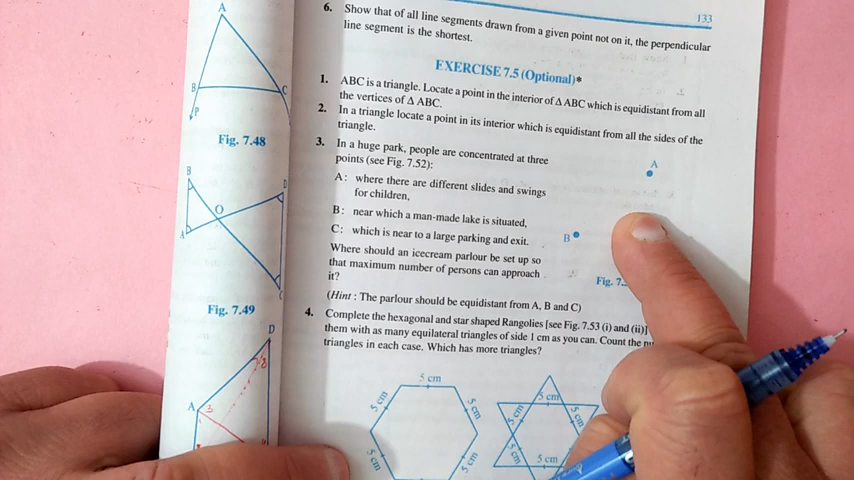 133
6. Show that of all line segments drawn from a given point not on it, the perpendicular
line segment is the shortest.
EXERCISE 7.5 (Optional)*
1. ABC is a triangle. Locate a point in the interior of Δ ABC which is equidistant from all
the vertices of Δ ABC.
2. In a triangle locate a point in its interior which is equidistant from all the sides of the
triangle.
3. In a huge park, people are concentrated at three
points (see Fig. 7.52):
A : where there are different slides and swings
for children,
B : near which a man-made lake is situated,
C : which is near to a large parking and exit.
Where should an icecream parlour be set up so
that maximum number of persons can approach
it?
(Hint : The parlour should be equidistant from A, B and C)
A
B
Fig. 7.
4. Complete the hexagonal and star shaped Rangolies [see Fig. 7.53 (i) and (ii)]
them with as many equilateral triangles of side 1 cm as you can. Count the
triangles in each case. Which has more triangles?
5 cm
5 cm
5 cm
5 cm
5 cm
5 cm
5 cm
5 cm
5 cm
5 cm
A
B
C
P
Fig. 7.48
B
D
O
A
C
Fig. 7.49
D
8
A
3